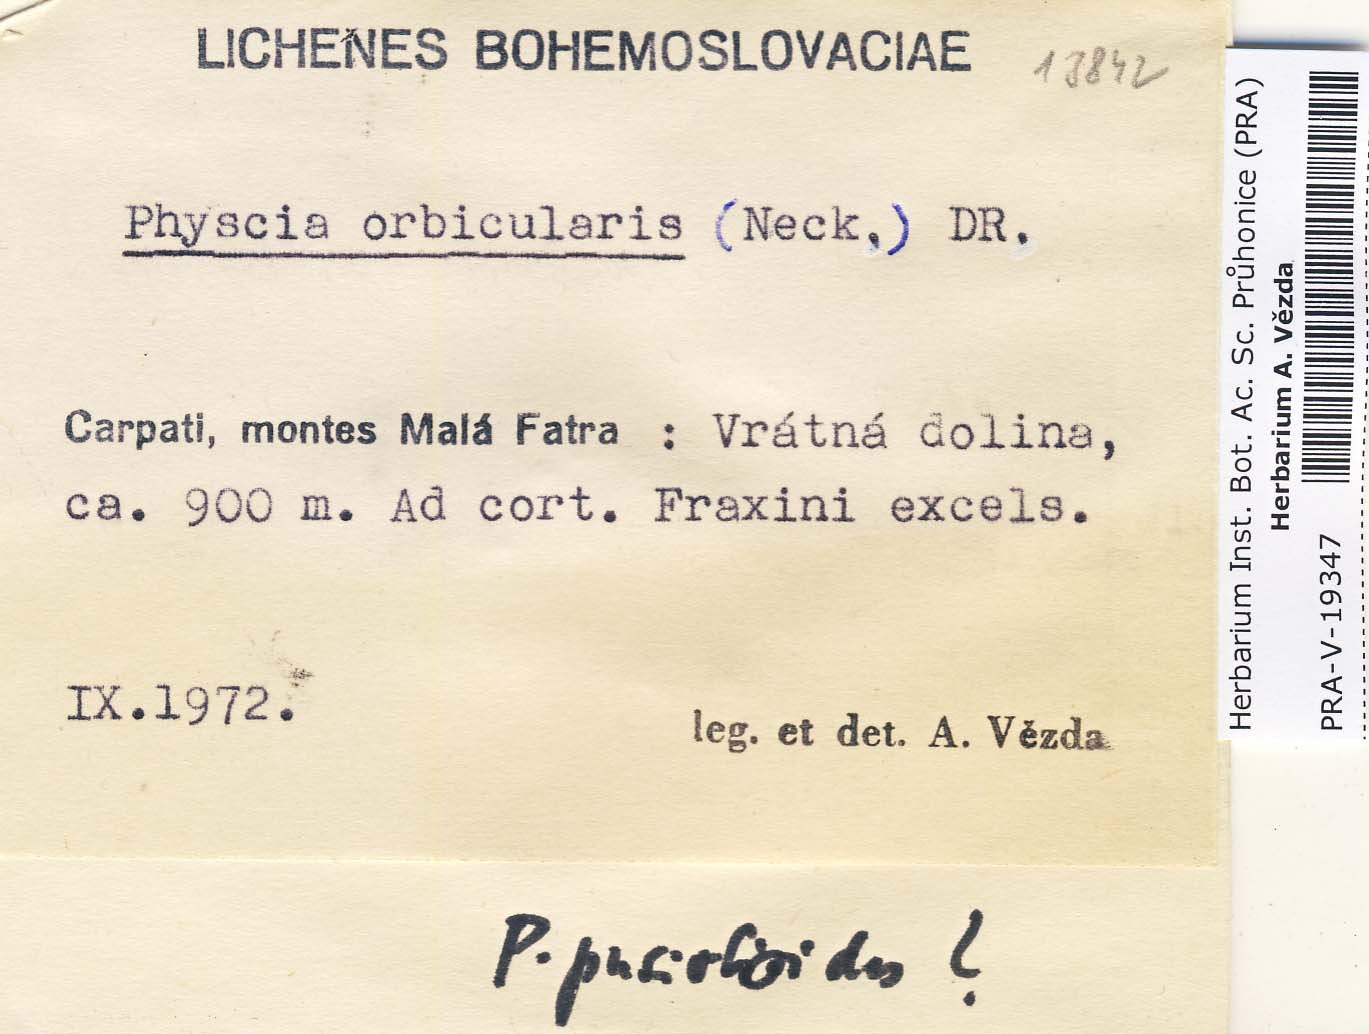 LICHENES BOHEMOSLOVACIAE 13842
Physcia orbicularis (Neck.) DR.
Carpati, montes Malá Fatra : Vrátná dolina,
ca. 900 m. Ad cort. Fraxini excels.
IX.1972.
leg. et det. A. Vězda
P. ?
Herbarium Inst. Bot. Ac. Sc. Průhonice (PRA)
Herbarium A. Vězda
PRA-V-19347